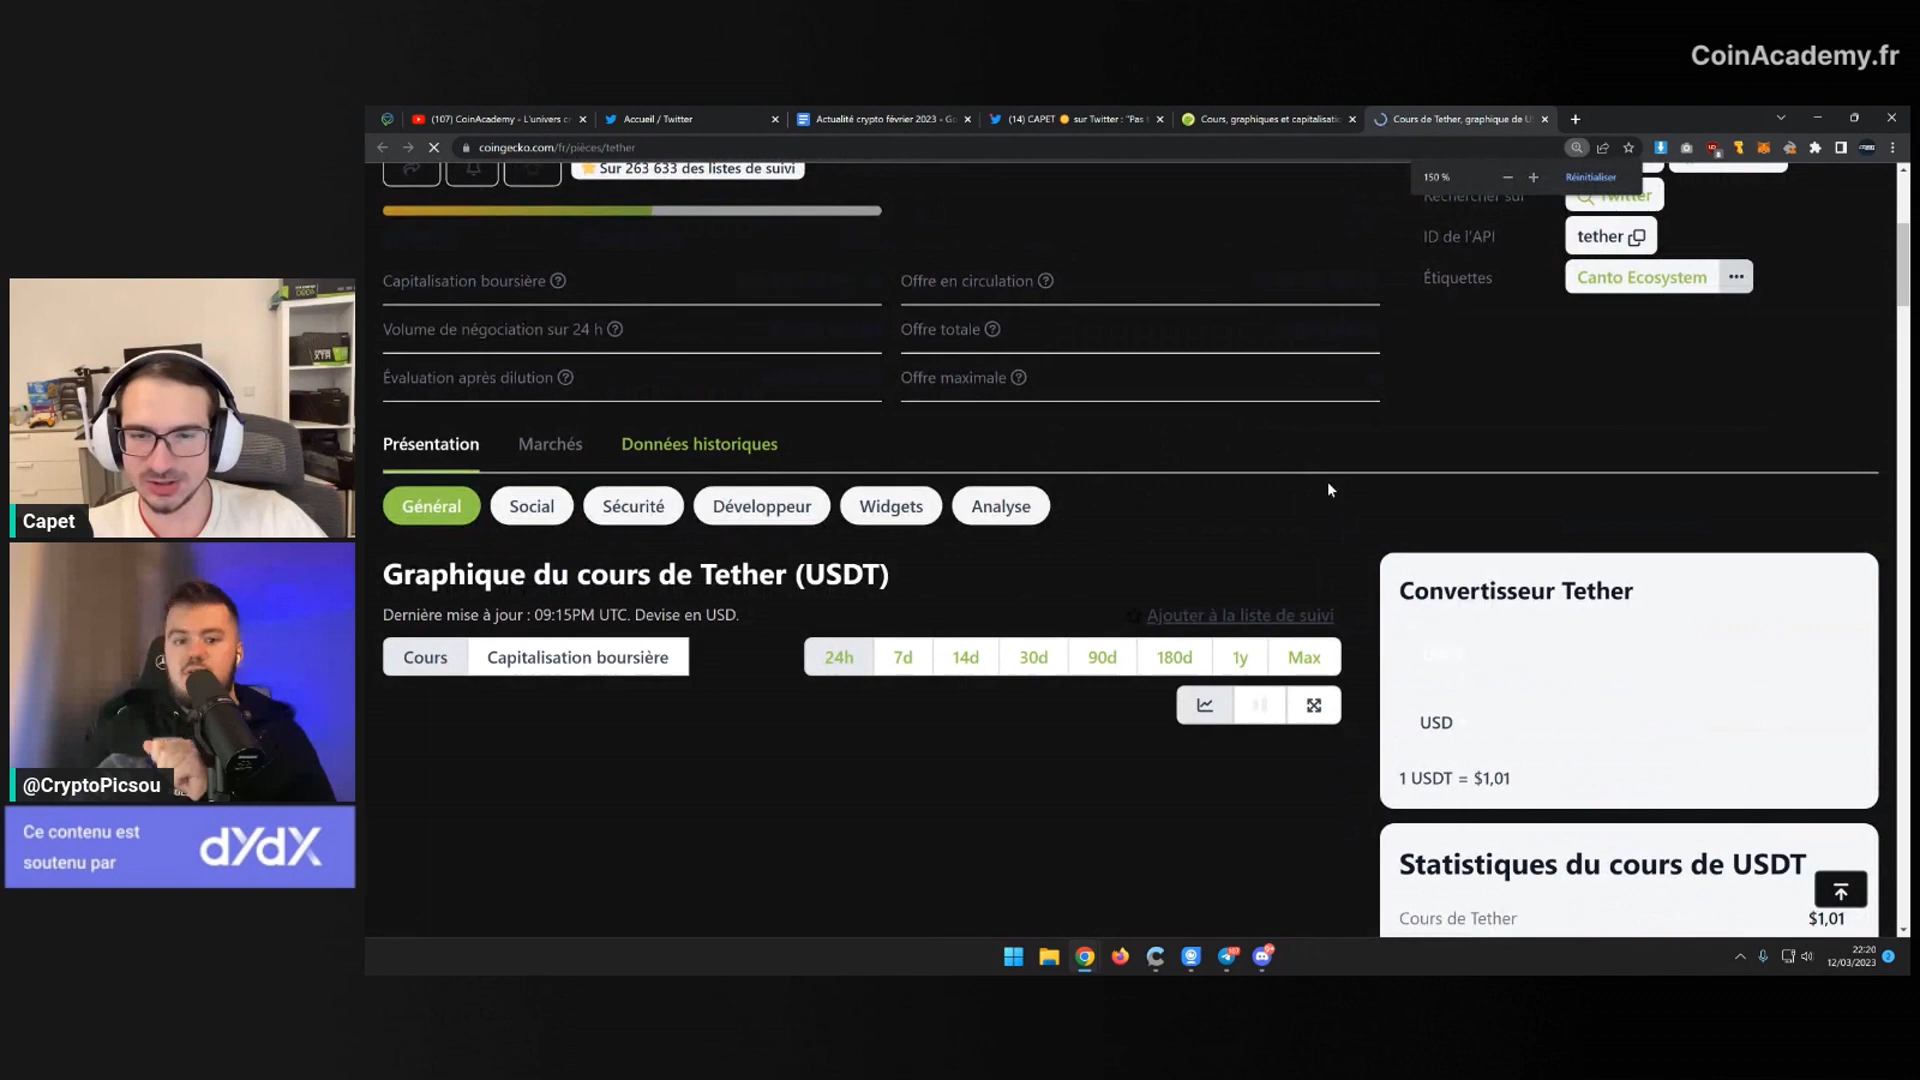 CoinAcademy.fr
(107) CoinAcademy - L'univers cr
Accueil / Twitter
Actualité crypto février 2023 - Go
(14) CAPET sur Twitter : "Pas
Cours, graphiques et capitalisatio
Cours de Tether, graphique de U
coingecko.com/fr/pièces/tether
150 %
Réinitialiser
Sur 263 633 des listes de suivi
Rechercher sur
Twitter
ID de l'API
tether
Étiquettes
Canto Ecosystem
Capitalisation boursière
Offre en circulation
Volume de négociation sur 24 h
Offre totale
Évaluation après dilution
Offre maximale
Présentation
Marchés
Données historiques
Général
Social
Sécurité
Développeur
Widgets
Analyse
Graphique du cours de Tether (USDT)
Dernière mise à jour : 09:15PM UTC. Devise en USD.
Ajouter à la liste de suivi
Cours
Capitalisation boursière
24h
7d
14d
30d
90d
180d
1y
Max
Convertisseur Tether
USD
1 USDT = $1,01
Statistiques du cours de USDT
Cours de Tether
$1,01
Capet
@CryptoPicsou
Ce contenu est
soutenu par
dYdX
22:20
12/03/2023
2